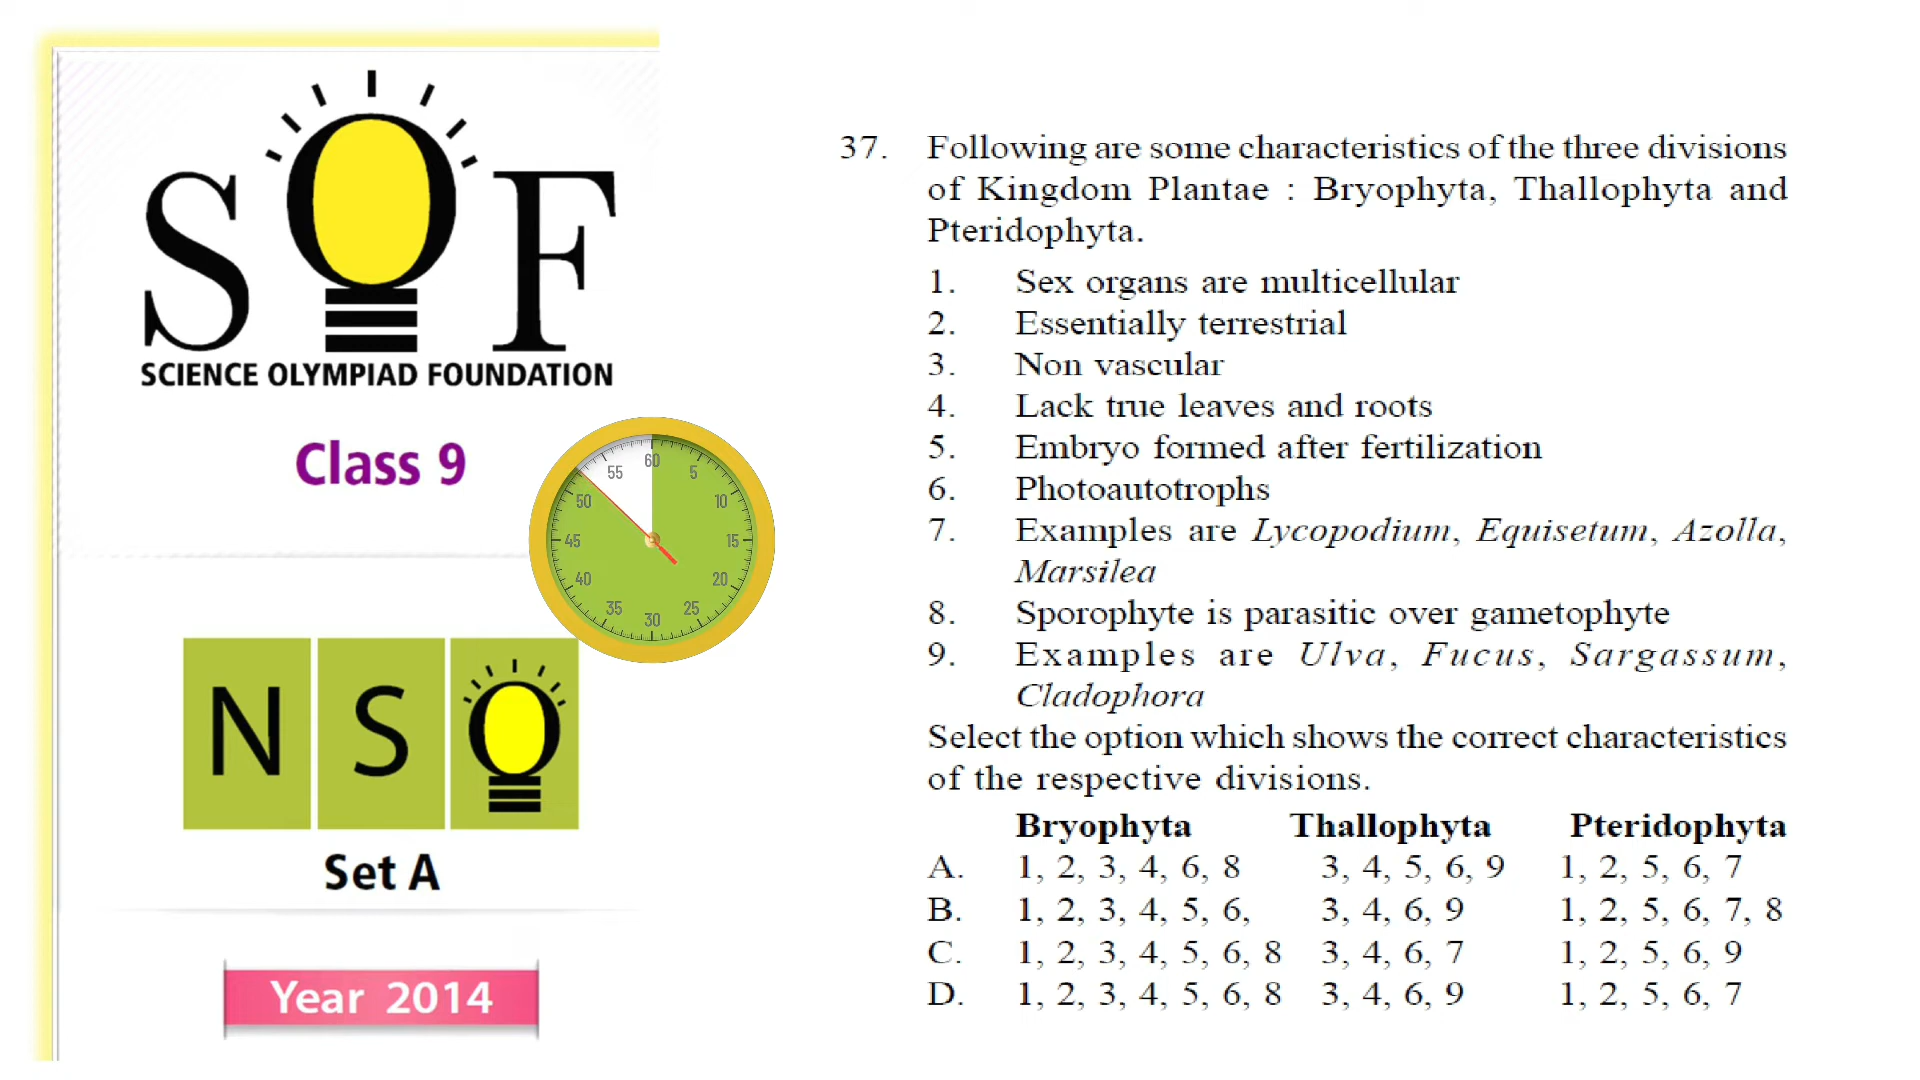 SOF
SCIENCE OLYMPIAD FOUNDATION
Class 9
60
55
5
50
10
45
15
40
20
35
25
30
NSO
Set A
Year 2014
37. Following are some characteristics of the three divisions
of Kingdom Plantae : Bryophyta, Thallophyta and
Pteridophyta.
1. Sex organs are multicellular
2. Essentially terrestrial
3. Non vascular
4. Lack true leaves and roots
5. Embryo formed after fertilization
6. Photoautotrophs
7. Examples are Lycopodium, Equisetum, Azolla,
Marsilea
8. Sporophyte is parasitic over gametophyte
9. Examples are Ulva, Fucus, Sargassum,
Cladophora
Select the option which shows the correct characteristics
of the respective divisions.
Bryophyta Thallophyta Pteridophyta
A. 1, 2, 3, 4, 6, 8 3, 4, 5, 6, 9 1, 2, 5, 6, 7
B. 1, 2, 3, 4, 5, 6, 3, 4, 6, 9 1, 2, 5, 6, 7, 8
C. 1, 2, 3, 4, 5, 6, 8 3, 4, 6, 7 1, 2, 5, 6, 9
D. 1, 2, 3, 4, 5, 6, 8 3, 4, 6, 9 1, 2, 5, 6, 7